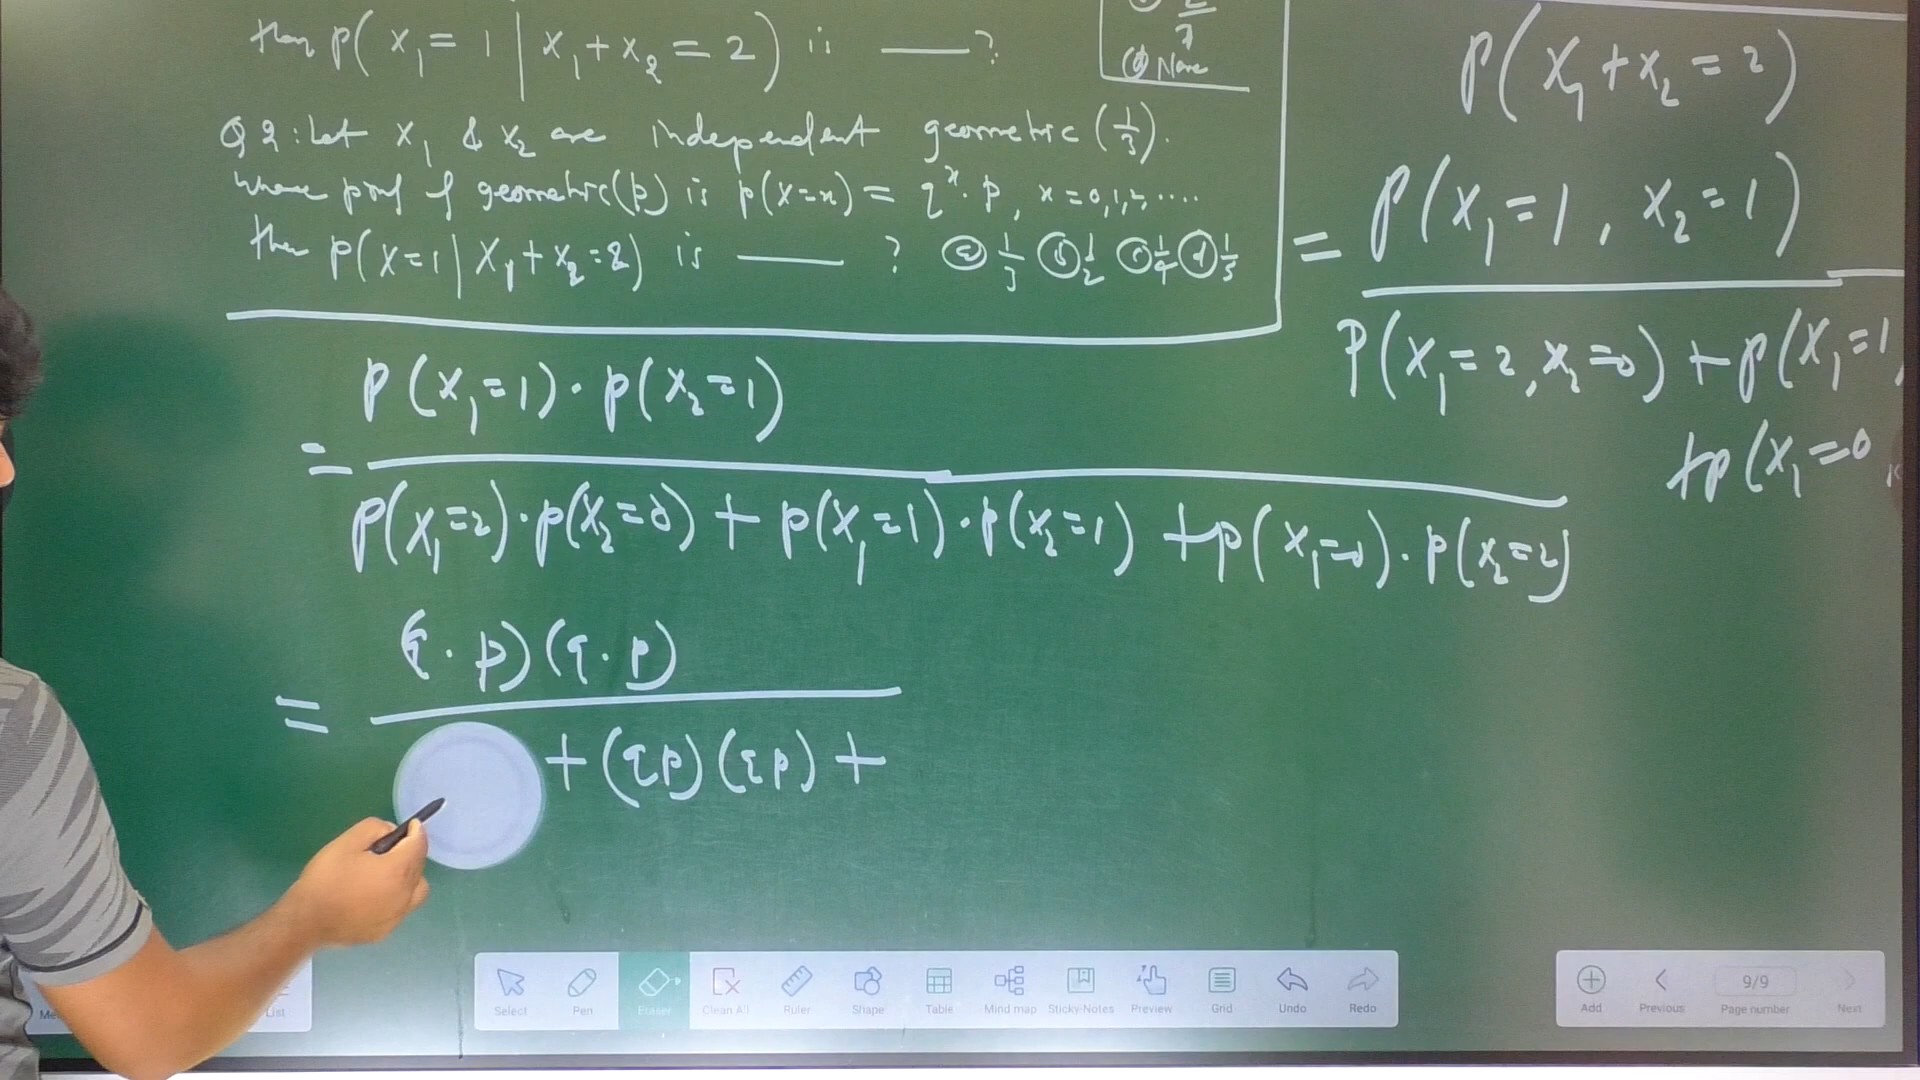 then P(X₁ = 1 | X₁ + X₂ = 2) is ——?
2/7
(d) None
Q2: Let X₁ & X₂ are independent geometric (1/3).
where pmf of geometric(p) is p(X=x) = q^x · p, x = 0,1,2,....
then P(X=1 | X₁ + X₂ = 2) is —— ? (a) 1/3 (b) 1/2 (c) 1/4 (d) 1/5
P(X₁ + X₂ = 2)
= P(X₁ = 1, X₂ = 1)
P(X₁ = 2, X₂ = 0) + P(X₁ = 1,
+ P(X₁ = 0,
= P(X₁ = 1) · P(X₂ = 1)
P(X₁ = 2) · P(X₂ = 0) + P(X₁ = 1) · P(X₂ = 1) + P(X₁ = 0) · P(X₂ = 2)
= (q · p)(q · p)
+ (qp)(qp) +
Select Pen Eraser Clean All Ruler Shape Table Mind map Sticky-Notes Preview Grid Undo Redo
List
Add Previous 9/9 Page number Next